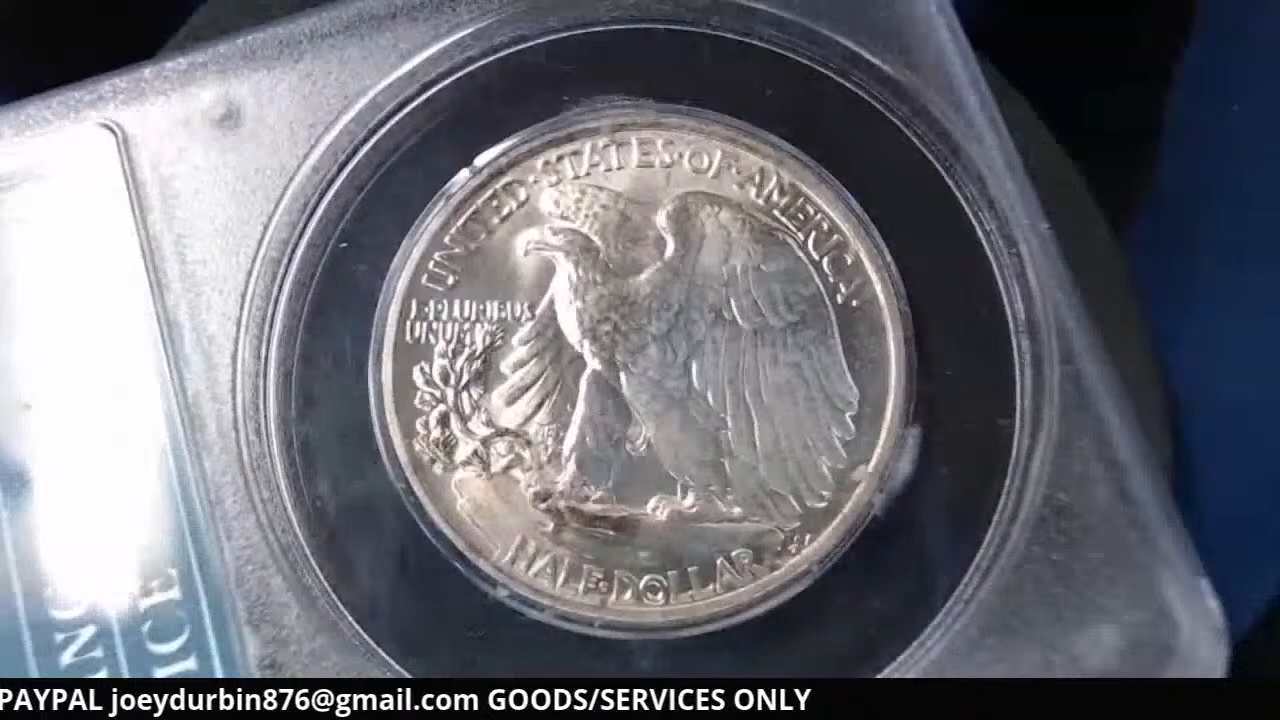 UNITED·STATES·OF·AMERICA·
E·PLURIBUS
UNUM
HALF·DOLLAR
PAYPAL joeydurbin876@gmail.com GOODS/SERVICES ONLY